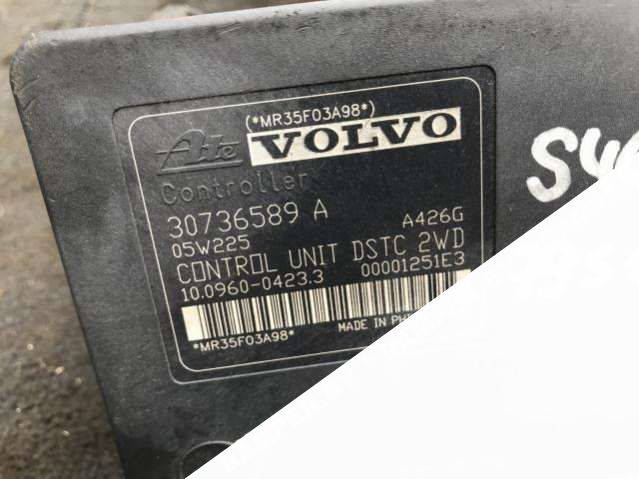 (*MR35F03A98*)
Ate VOLVO
Controller
30736589 A A426G
05W225
CONTROL UNIT DSTC 2WD
10.0960-0423.3 00001251E3
*MR35F03A98* MADE IN